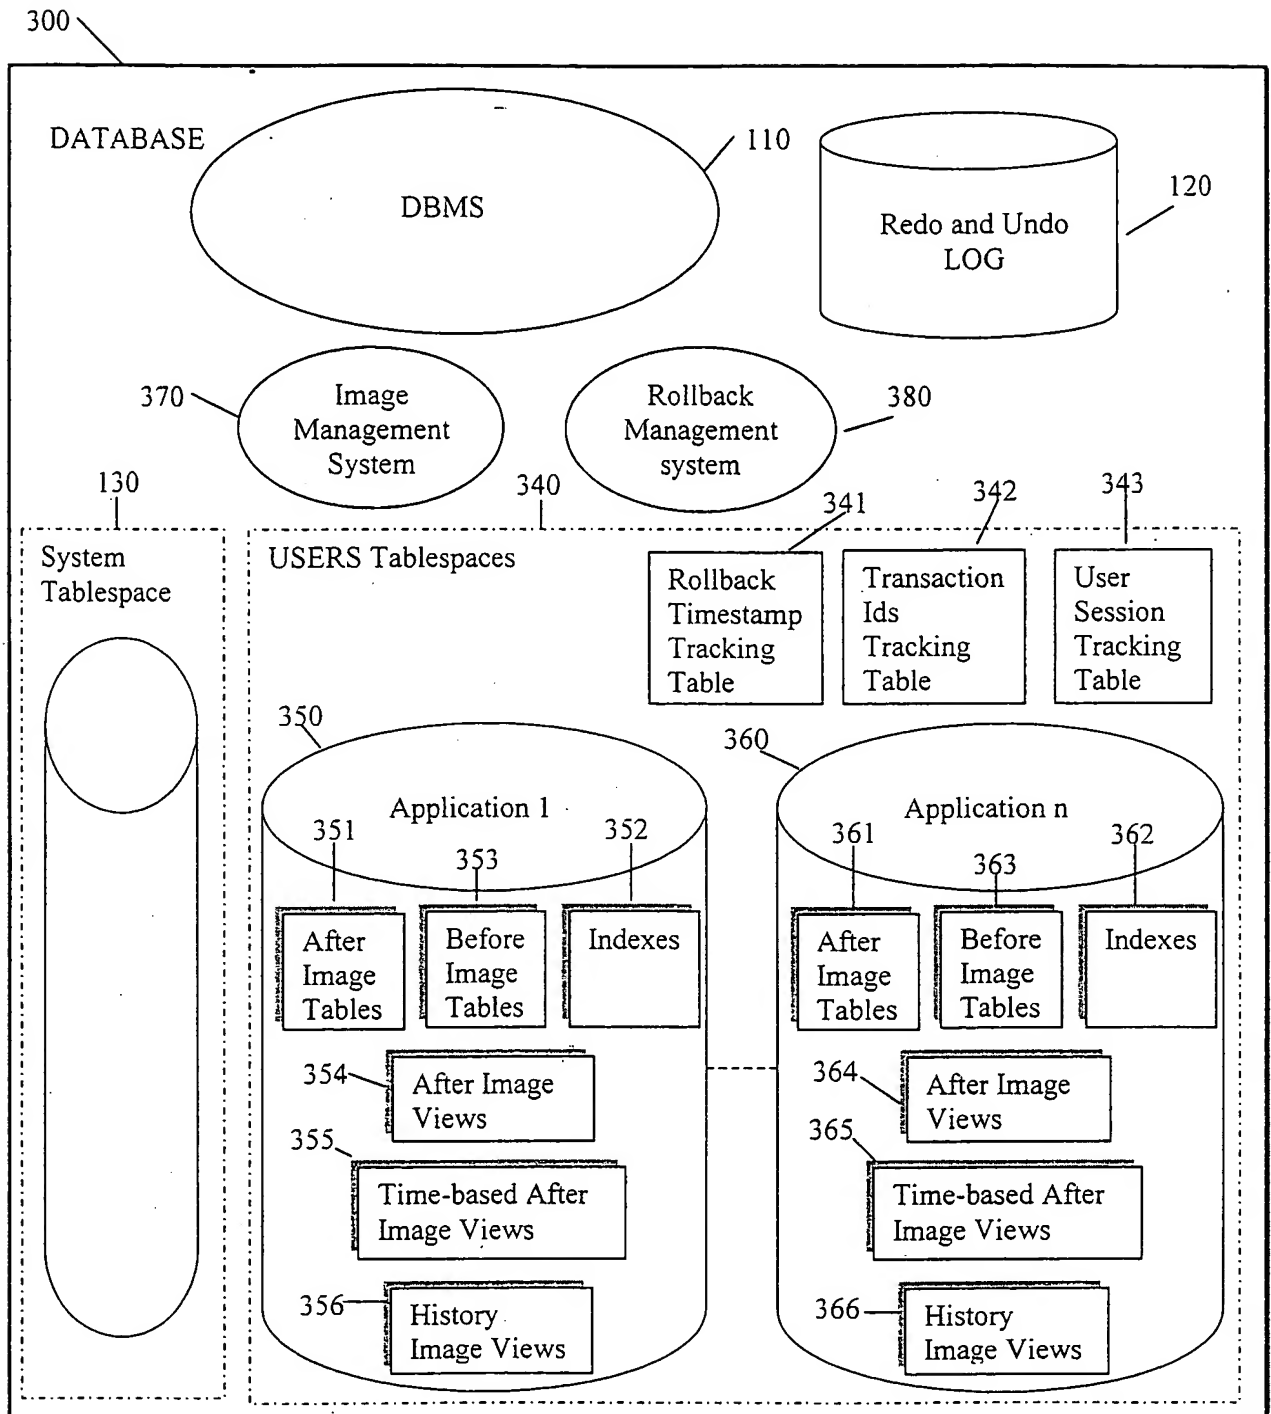 300
DATABASE
DBMS
110
Redo and Undo
LOG
120
370
Image
Management
System
Rollback
Management
system
380
130
340
341
342
343
System
Tablespace
USERS Tablespaces
Rollback
Timestamp
Tracking
Table
Transaction
Ids
Tracking
Table
User
Session
Tracking
Table
350
Application 1
351
353
352
After
Image
Tables
Before
Image
Tables
Indexes
354
After Image
Views
355
Time-based After
Image Views
356
History
Image Views
360
Application n
361
363
362
After
Image
Tables
Before
Image
Tables
Indexes
364
After Image
Views
365
Time-based After
Image Views
366
History
Image Views